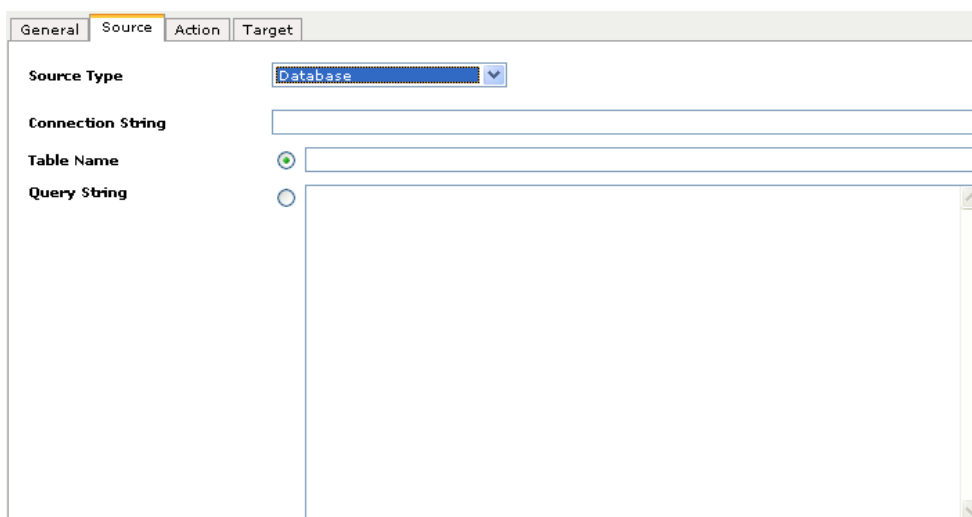 General Source Action Target
Source Type Database
Connection String
Table Name
Query String